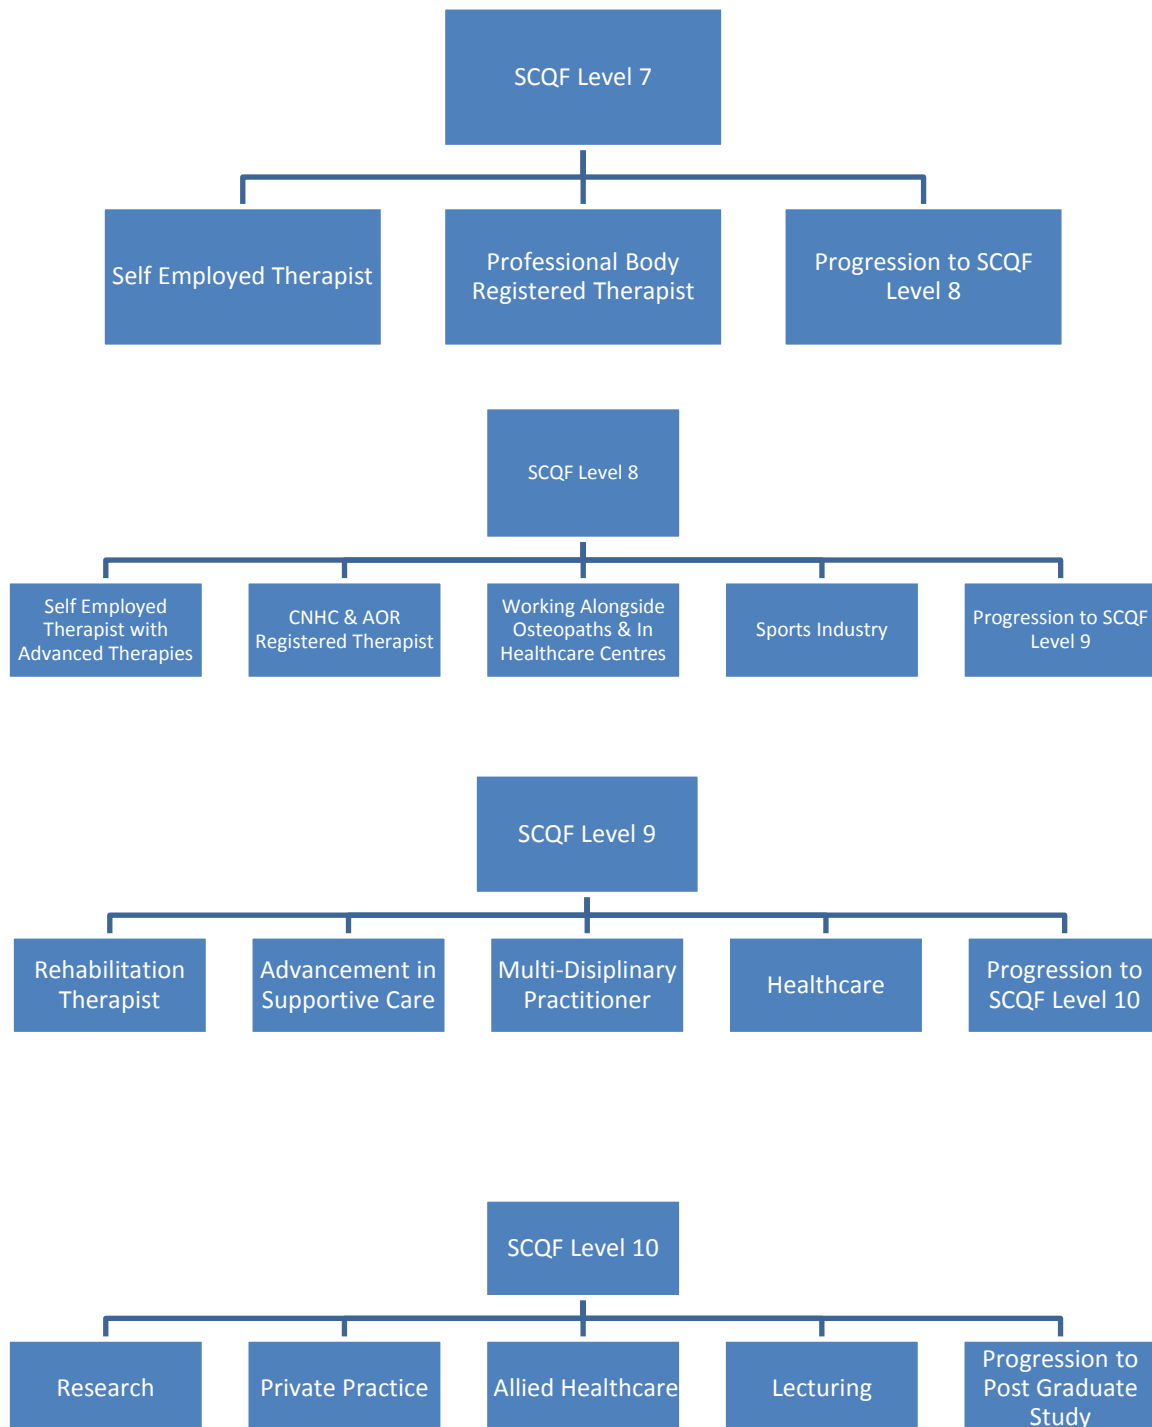 SCQF Level 7
Self Employed Therapist
Professional Body
Registered Therapist
Progression to SCQF
Level 8
SCQF Level 8
Self Employed
Therapist with
Advanced Therapies
CNHC & AOR
Registered Therapist
Working Alongside
Osteopaths & In
Healthcare Centres
Sports Industry
Progression to SCQF
Level 9
SCQF Level 9
Rehabilitation
Therapist
Advancement in
Supportive Care
Multi-Disiplinary
Practitioner
Healthcare
Progression to
SCQF Level 10
SCQF Level 10
Research
Private Practice
Allied Healthcare
Lecturing
Progression to
Post Graduate
Study